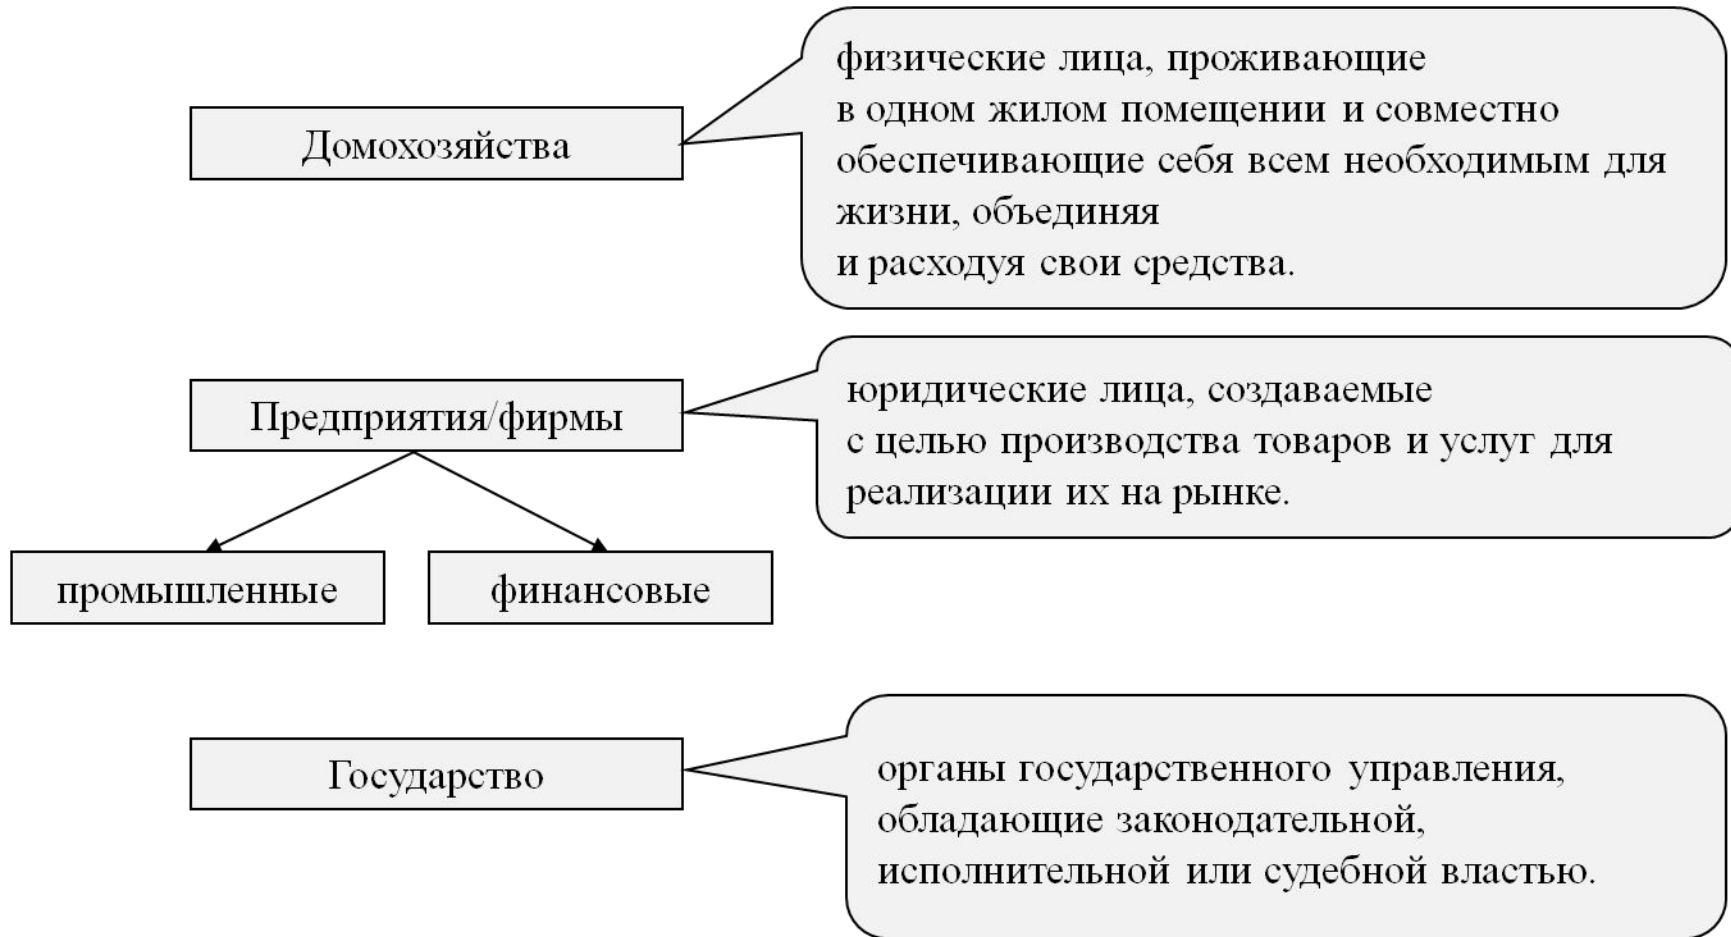 Домохозяйства
физические лица, проживающие
в одном жилом помещении и совместно
обеспечивающие себя всем необходимым для
жизни, объединяя
и расходуя свои средства.
Предприятия/фирмы
юридические лица, создаваемые
с целью производства товаров и услуг для
реализации их на рынке.
промышленные
финансовые
Государство
органы государственного управления,
обладающие законодательной,
исполнительной или судебной властью.